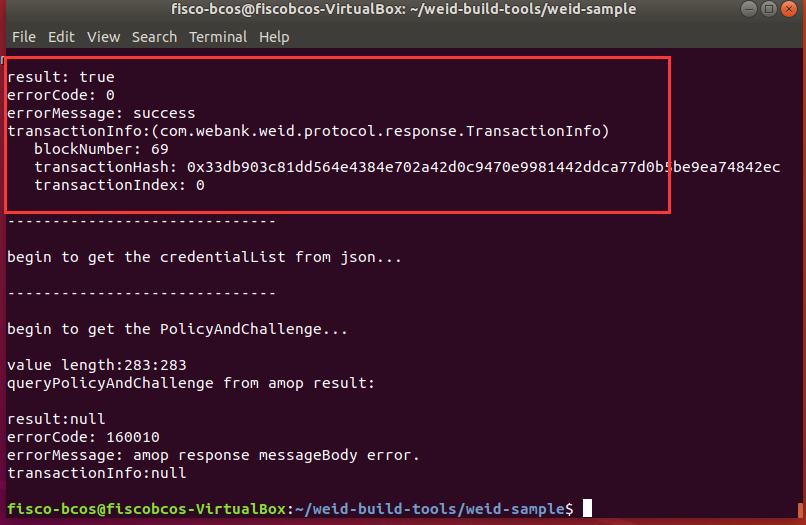 fisco-bcos@fiscobcos-VirtualBox: ~/weid-build-tools/weid-sample
File Edit View Search Terminal Help
result: true
errorCode: 0
errorMessage: success
transactionInfo:(com.webank.weid.protocol.response.TransactionInfo)
blockNumber: 69
transactionHash: 0x33db903c81dd564e4384e702a42d0c9470e9981442ddca77d0b5be9ea74842ec
transactionIndex: 0
------------------------------
begin to get the credentialList from json...
------------------------------
begin to get the PolicyAndChallenge...
value length:283:283
queryPolicyAndChallenge from amop result:
result:null
errorCode: 160010
errorMessage: amop response messageBody error.
transactionInfo:null
fisco-bcos@fiscobcos-VirtualBox:~/weid-build-tools/weid-sample$